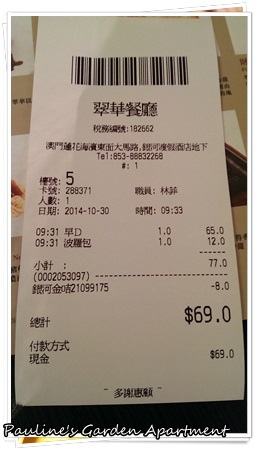 翠華餐廳
稅務編號:182662
澳門蓮花海濱東面大馬路,銀河渡假酒店地下
Tel:853-88832268
#: 1
檯號: 5
卡號: 288371 職員: 林菲
人數: 1
日期: 2014-10-30 時間: 09:33
09:31 早D 1.0 65.0
09:31 波羅包 1.0 12.0
小計 : 77.0
(0002053097)
銀河金咭21099175 -8.0
總計 $69.0
付款方式
現金 $69.0
多謝惠顧
Pauline's Garden Apartment